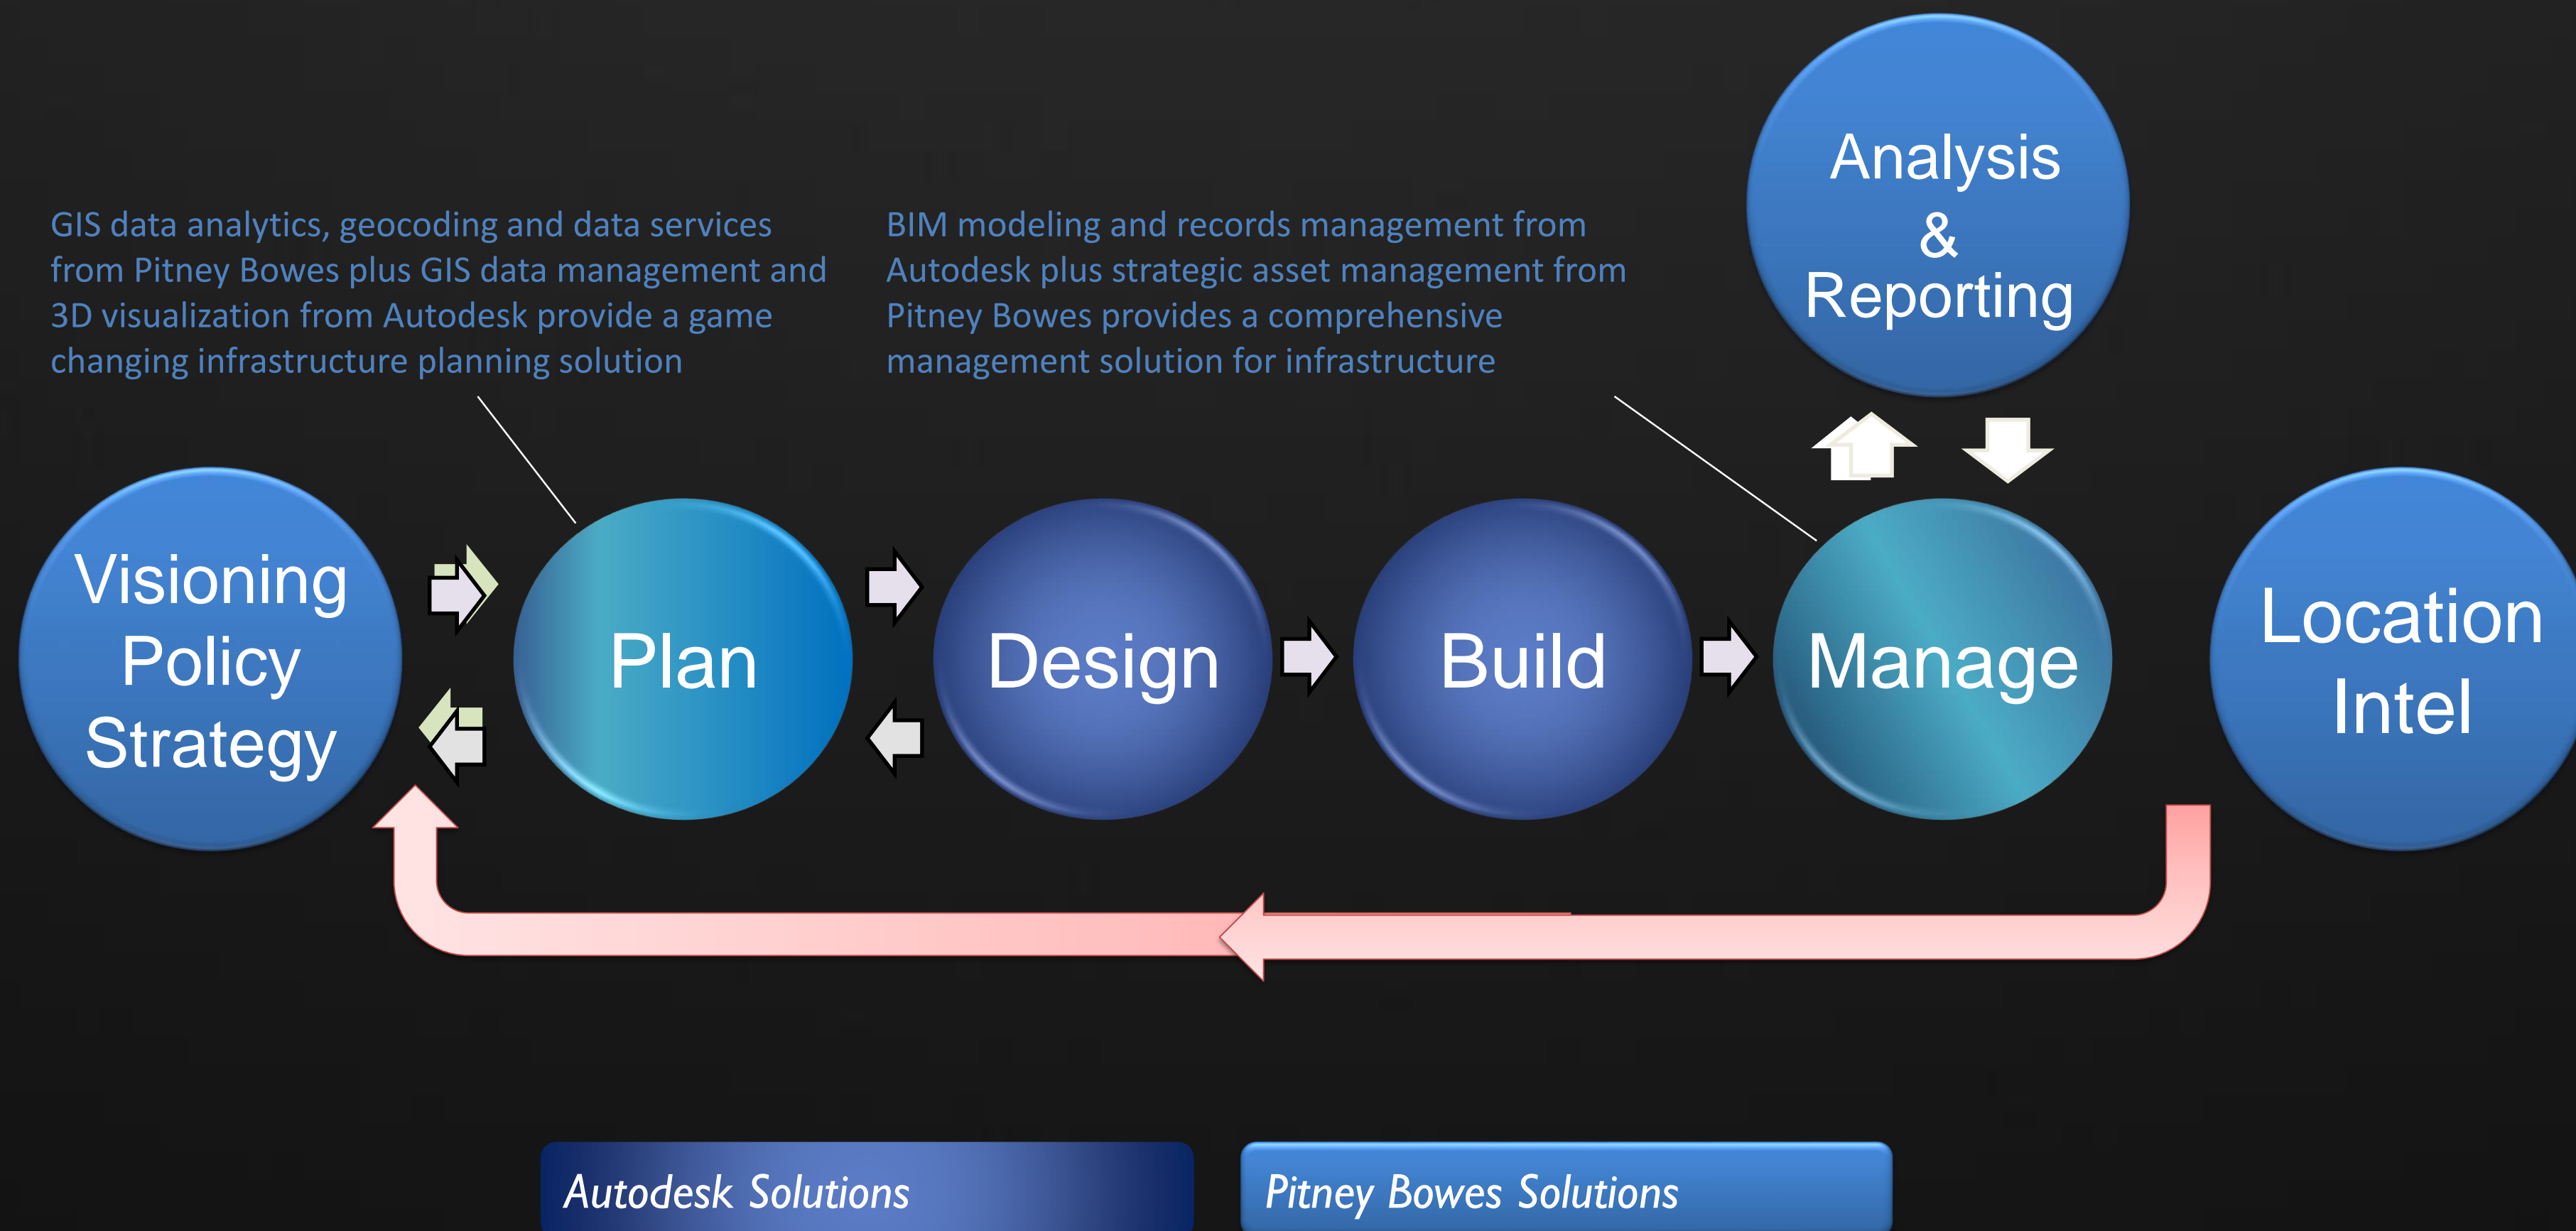 GIS data analytics, geocoding and data services
from Pitney Bowes plus GIS data management and
3D visualization from Autodesk provide a game
changing infrastructure planning solution
BIM modeling and records management from
Autodesk plus strategic asset management from
Pitney Bowes provides a comprehensive
management solution for infrastructure
Analysis
&
Reporting
Visioning
Policy
Strategy
Plan
Design
Build
Manage
Location
Intel
Autodesk Solutions
Pitney Bowes Solutions